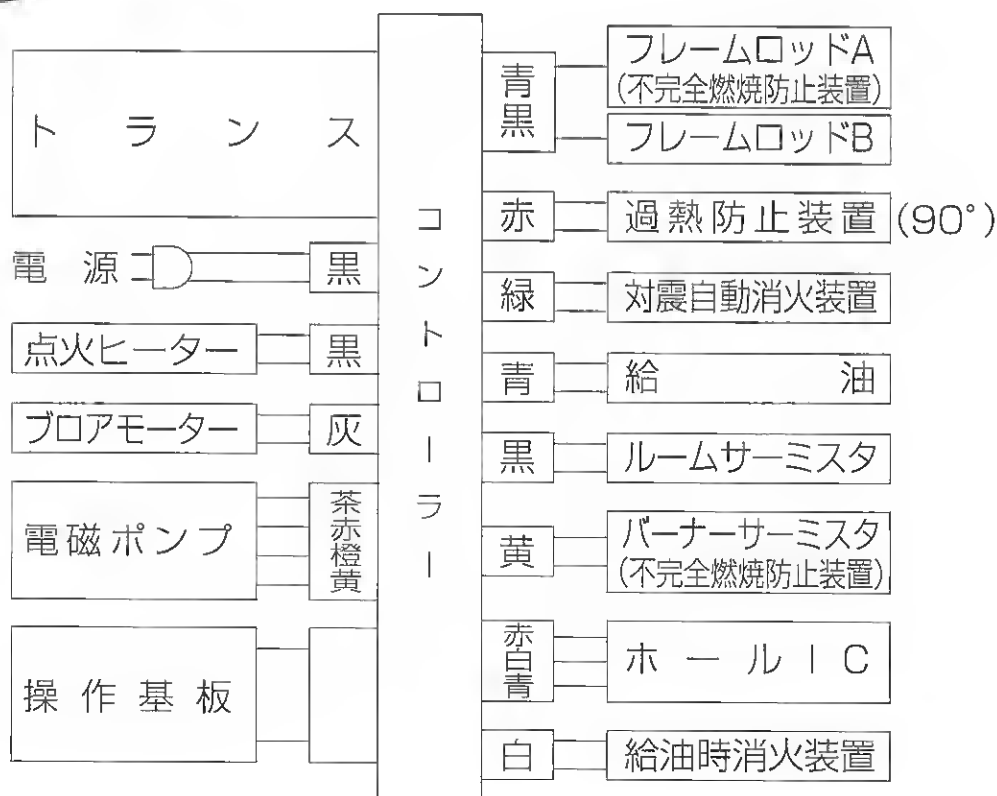 トランス
電源
黒
点火ヒーター
黒
ブロアモーター
灰
電磁ポンプ
茶
赤
橙
黄
操作基板
コントローラー
青
黒
フレームロッドA
(不完全燃焼防止装置)
フレームロッドB
赤
過熱防止装置(90°)
緑
対震自動消火装置
青
給油
黒
ルームサーミスタ
黄
バーナーサーミスタ
(不完全燃焼防止装置)
赤
白
青
ホールIC
白
給油時消火装置